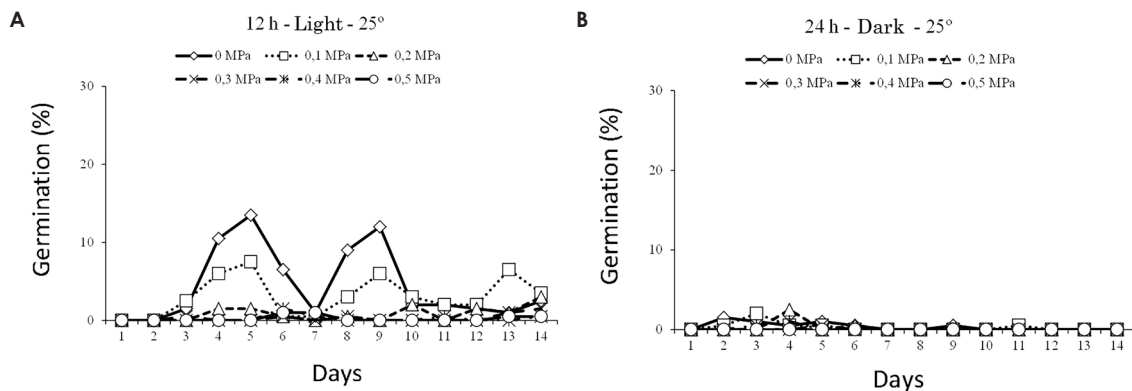 A
12 h - Light - 25°
0 MPa 0,1 MPa 0,2 MPa
0,3 MPa 0,4 MPa 0,5 MPa
Germination (%)
30
20
10
0
1 2 3 4 5 6 7 8 9 10 11 12 13 14
Days
B
24 h - Dark - 25°
0 MPa 0,1 MPa 0,2 MPa
0,3 MPa 0,4 MPa 0,5 MPa
Germination (%)
30
20
10
0
1 2 3 4 5 6 7 8 9 10 11 12 13 14
Days